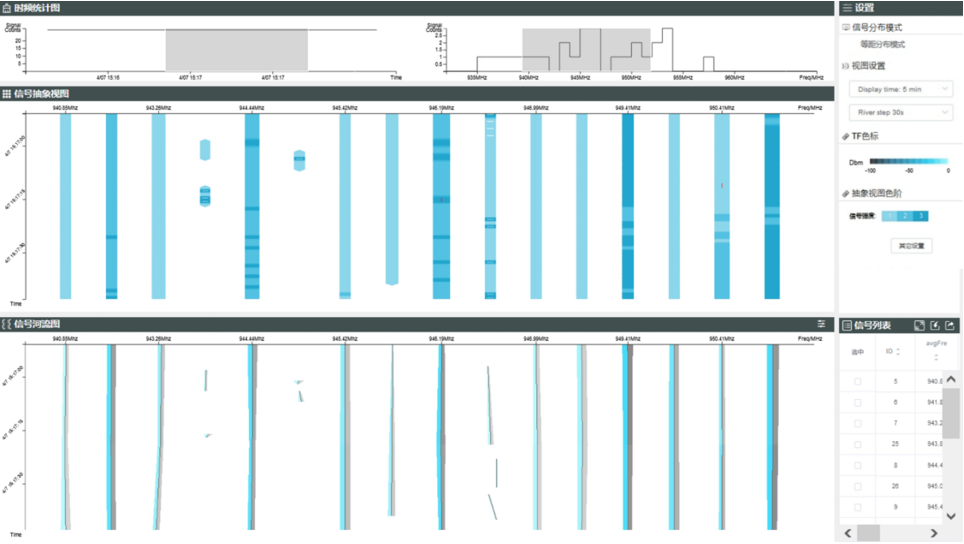 时频统计图
Signal
Counts
20
15
10
5
4/07 15:16
4/07 15:17
4/07 15:17
Time
Signal
Counts
2.5
2
1.5
1
0.5
935MHz
940MHz
945MHz
950MHz
955MHz
960MHz
Freq/MHz
信号抽象视图
940.85Mhz
943.26Mhz
944.44Mhz
945.42Mhz
946.19Mhz
946.99Mhz
949.41Mhz
950.41Mhz
Freq/MHz
4/7 15:17:00
4/7 15:17:15
4/7 15:17:30
Time
信号河流图
940.85Mhz
943.26Mhz
944.44Mhz
945.42Mhz
946.19Mhz
946.99Mhz
949.41Mhz
950.41Mhz
Freq/MHz
4/7 15:17:00
4/7 15:17:15
4/7 15:17:30
Time
设置
信号分布模式
等距分布模式
视图设置
Display time: 5 min
River step 30s
TF色标
Dbm
-100
-50
0
抽象视图色阶
信号强度:
1 2 3
其它设置
信号列表
选中 ID avgFre
5 940.8
6 941.8
7 943.2
25 943.8
8 944.4
26 945.0
9 945.4